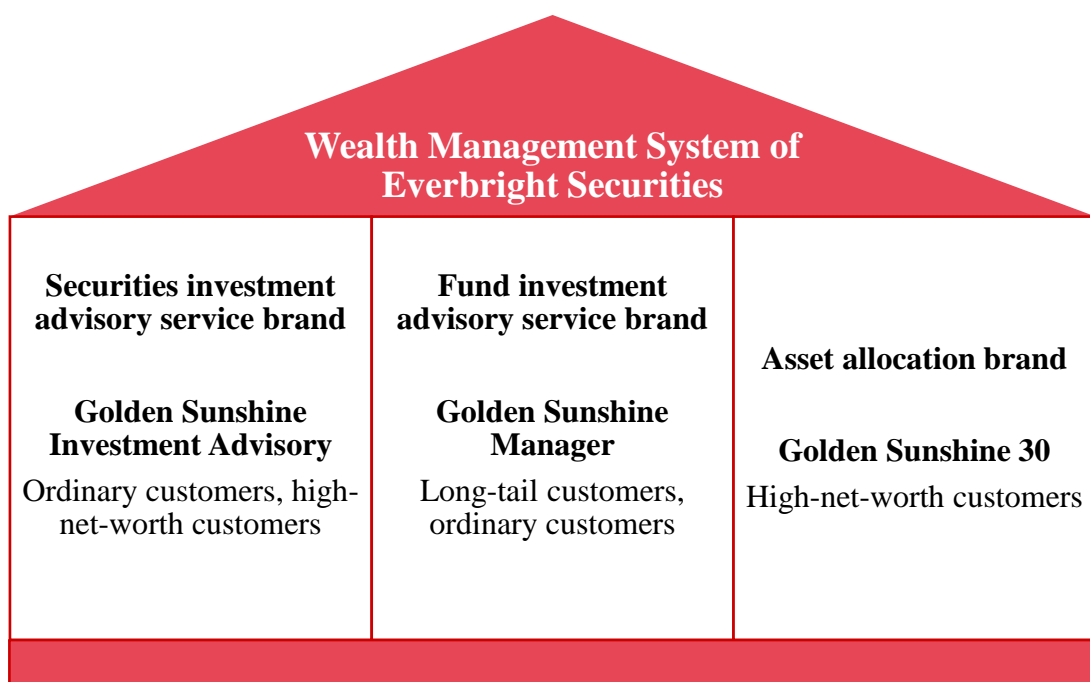 Wealth Management System of
Everbright Securities
Securities investment
advisory service brand
Golden Sunshine
Investment Advisory
Ordinary customers, high-
net-worth customers
Fund investment
advisory service brand
Golden Sunshine
Manager
Long-tail customers,
ordinary customers
Asset allocation brand
Golden Sunshine 30
High-net-worth customers